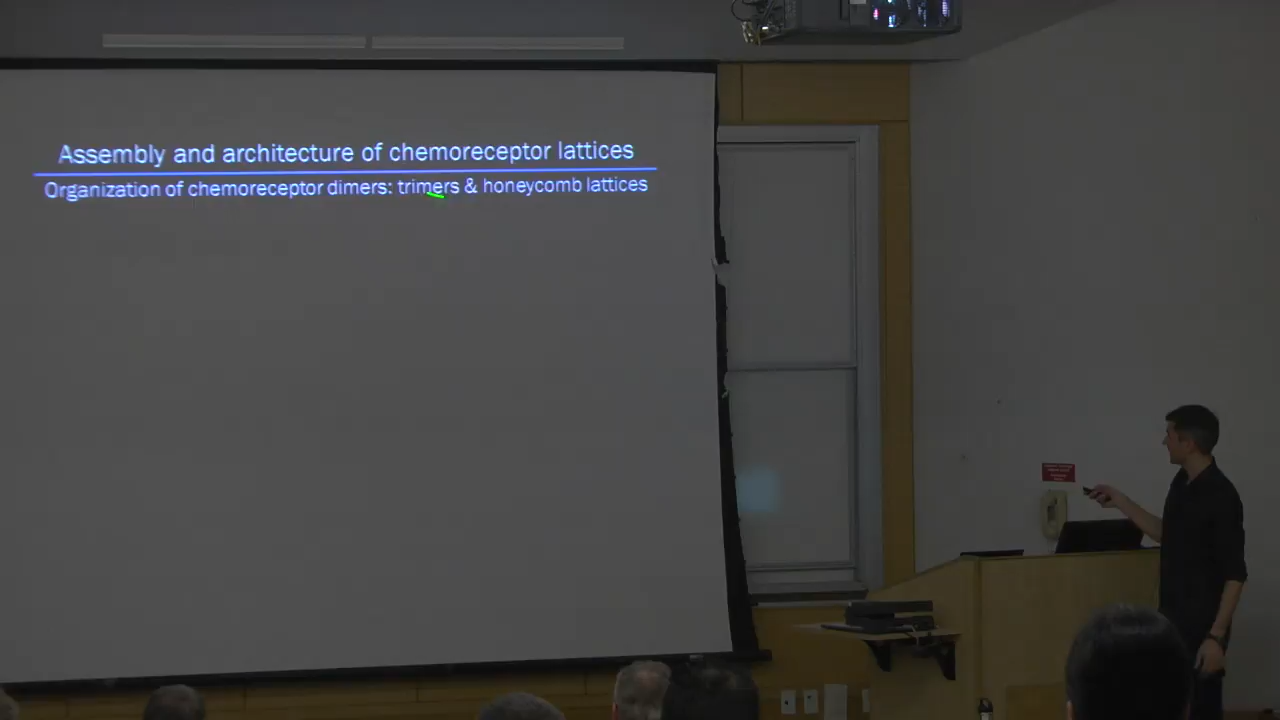 Assembly and architecture of chemoreceptor lattices
Organization of chemoreceptor dimers: trimers & honeycomb lattices